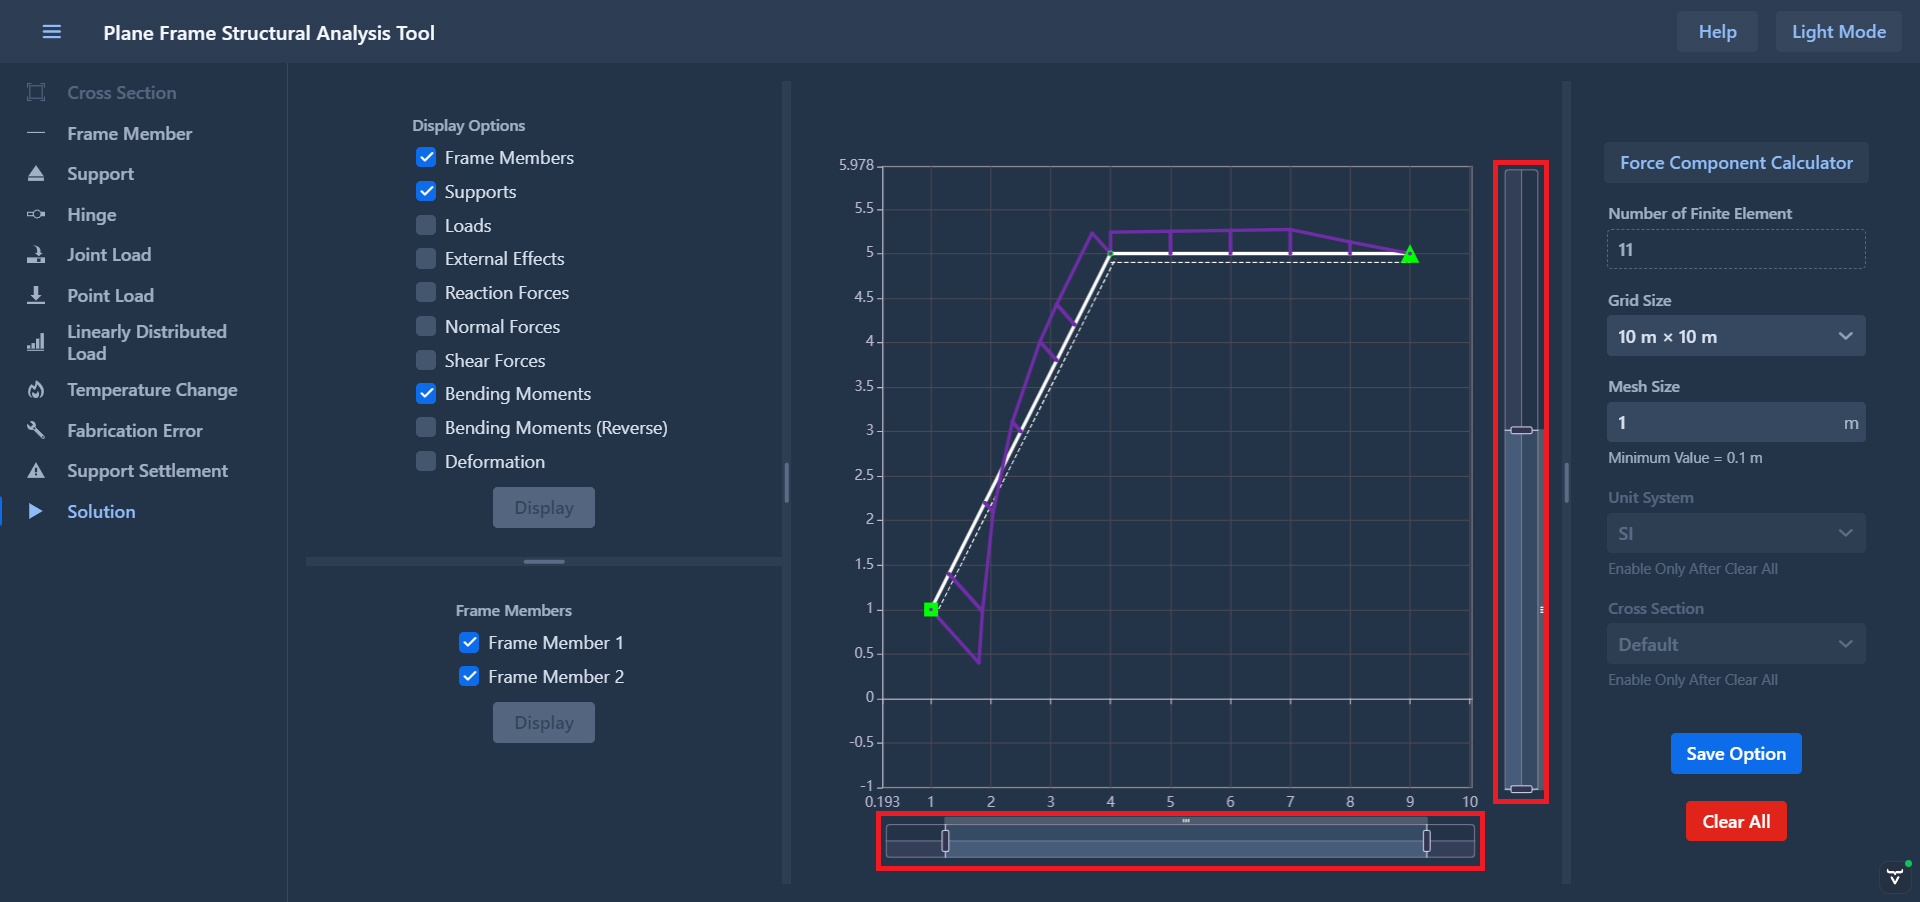 Plane Frame Structural Analysis Tool
Help
Light Mode
Cross Section
Frame Member
Support
Hinge
Joint Load
Point Load
Linearly Distributed
Load
Temperature Change
Fabrication Error
Support Settlement
Solution
Display Options
Frame Members
Supports
Loads
External Effects
Reaction Forces
Normal Forces
Shear Forces
Bending Moments
Bending Moments (Reverse)
Deformation
Display
Frame Members
Frame Member 1
Frame Member 2
Display
5.978
5.5
5
4.5
4
3.5
3
2.5
2
1.5
1
0.5
0
-0.5
-1
0.193 1 2 3 4 5 6 7 8 9 10
Force Component Calculator
Number of Finite Element
11
Grid Size
10 m × 10 m
Mesh Size
1 m
Minimum Value = 0.1 m
Unit System
SI
Enable Only After Clear All
Cross Section
Default
Enable Only After Clear All
Save Option
Clear All